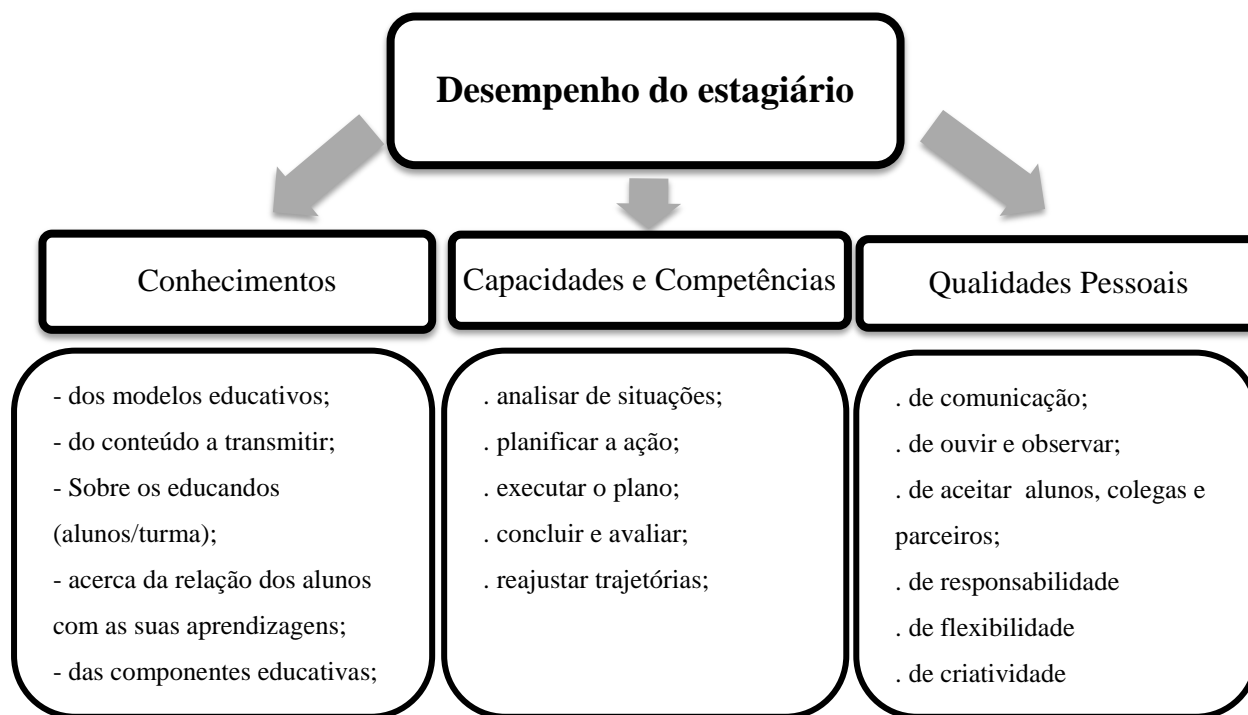 Desempenho do estagiário
Conhecimentos
- dos modelos educativos;
- do conteúdo a transmitir;
- Sobre os educandos
(alunos/turma);
- acerca da relação dos alunos
com as suas aprendizagens;
- das componentes educativas;
Capacidades e Competências
. analisar de situações;
. planificar a ação;
. executar o plano;
. concluir e avaliar;
. reajustar trajetórias;
Qualidades Pessoais
. de comunicação;
. de ouvir e observar;
. de aceitar  alunos, colegas e
parceiros;
. de responsabilidade
. de flexibilidade
. de criatividade